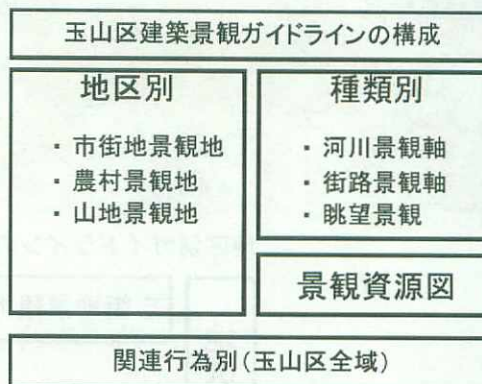 玉山区建築景観ガイドラインの構成
地区別
・市街地景観地
・農村景観地
・山地景観地
種類別
・河川景観軸
・街路景観軸
・眺望景観
景観資源図
関連行為別(玉山区全域)